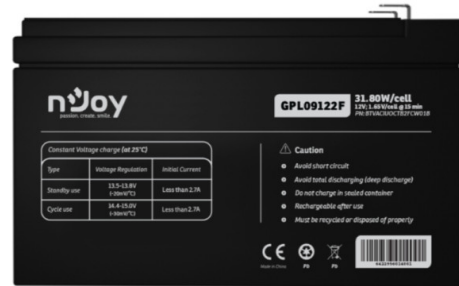 nJoy
passion. create. smile.
GPL09122F
31.80W/cell
12V; 1.65V/cell @ 15 min
PN: BTVACIUOCTB2FCW01B
Constant Voltage charge (at 25°C)
Type Voltage Regulation Initial Current
Standby use 13.5-13.8V (-20mV/°C) Less than 2.7A
Cycle use 14.4-15.0V (-30mV/°C) Less than 2.7A
Caution
Avoid short circuit
Avoid total discharging (deep discharge)
Do not charge in sealed container
Rechargeable after use
Must be recycled or disposed of properly
CE
Made in China
Pb
Pb